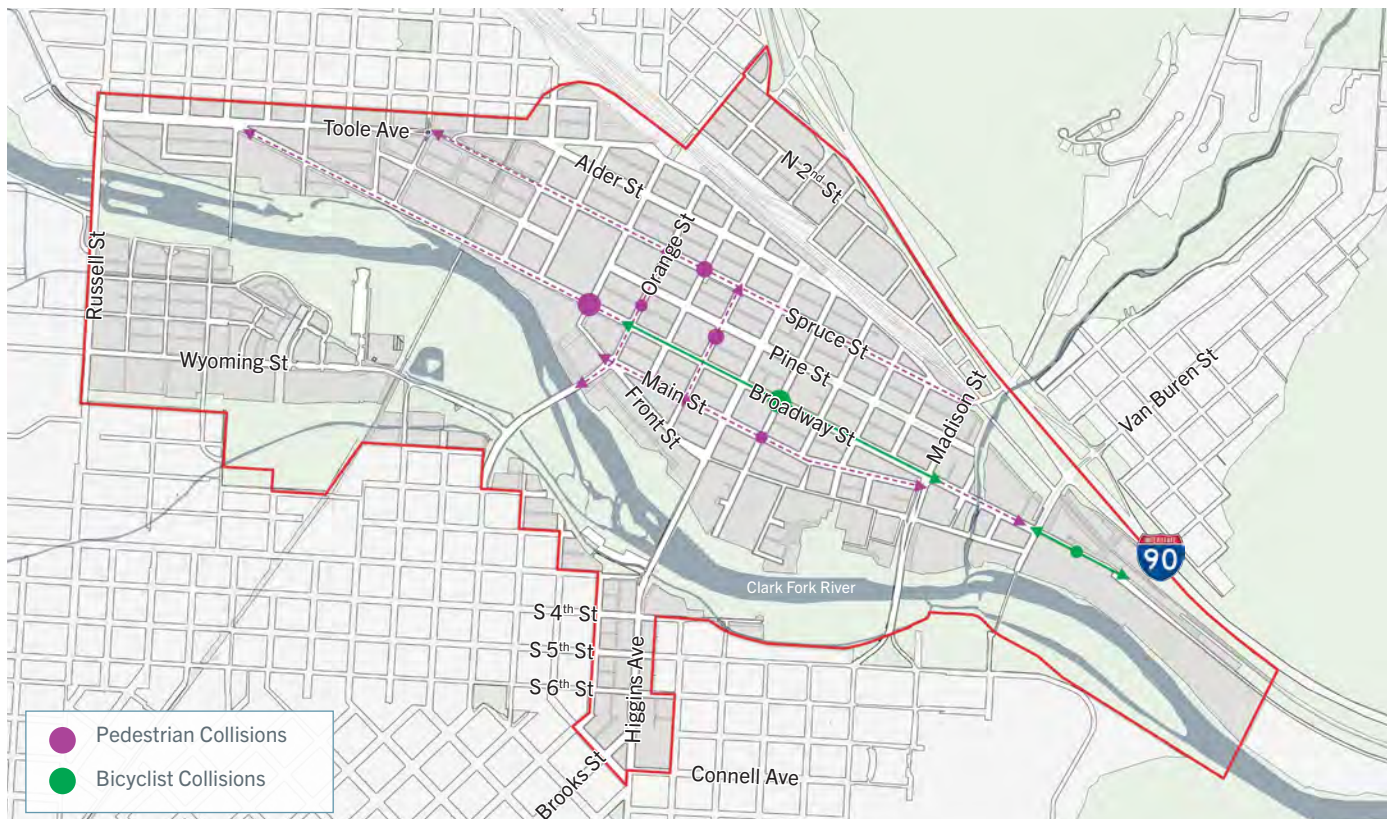 Toole Ave
Alder St
N 2nd St
Orange St
Russell St
Spruce St
Pine St
Wyoming St
Main St
Broadway St
Front St
Madison St
Van Buren St
INTERSTATE
90
Clark Fork River
S 4th St
S 5th St
S 6th St
Higgins Ave
Brooks St
Connell Ave
Pedestrian Collisions
Bicyclist Collisions